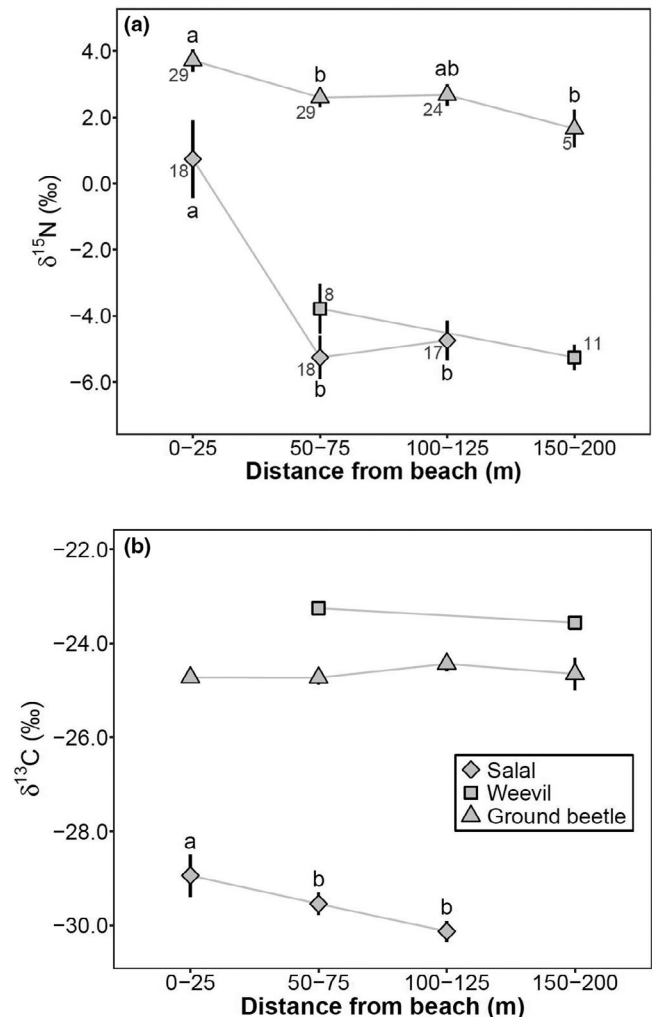 (a)
a
b
ab
b
29
29
24
5
18
a
8
18
b
17
b
11
4.0
2.0
0.0
−2.0
−4.0
−6.0
δ15N (‰)
0−25 50−75 100−125 150−200
Distance from beach (m)
(b)
−22.0
−24.0
−26.0
−28.0
−30.0
δ13C (‰)
Salal
Weevil
Ground beetle
a
b
b
0−25 50−75 100−125 150−200
Distance from beach (m)